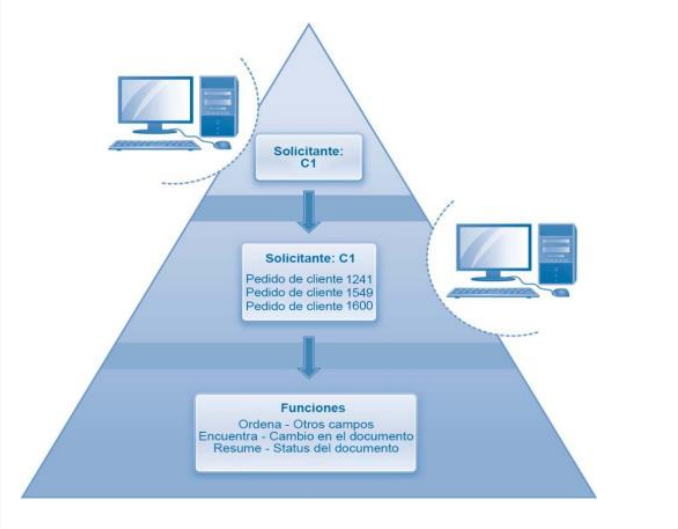 Solicitante:
C1
Solicitante: C1
Pedido de cliente 1241
Pedido de cliente 1549
Pedido de cliente 1600
Funciones
Ordena - Otros campos
Encuentra - Cambio en el documento
Resume - Status del documento